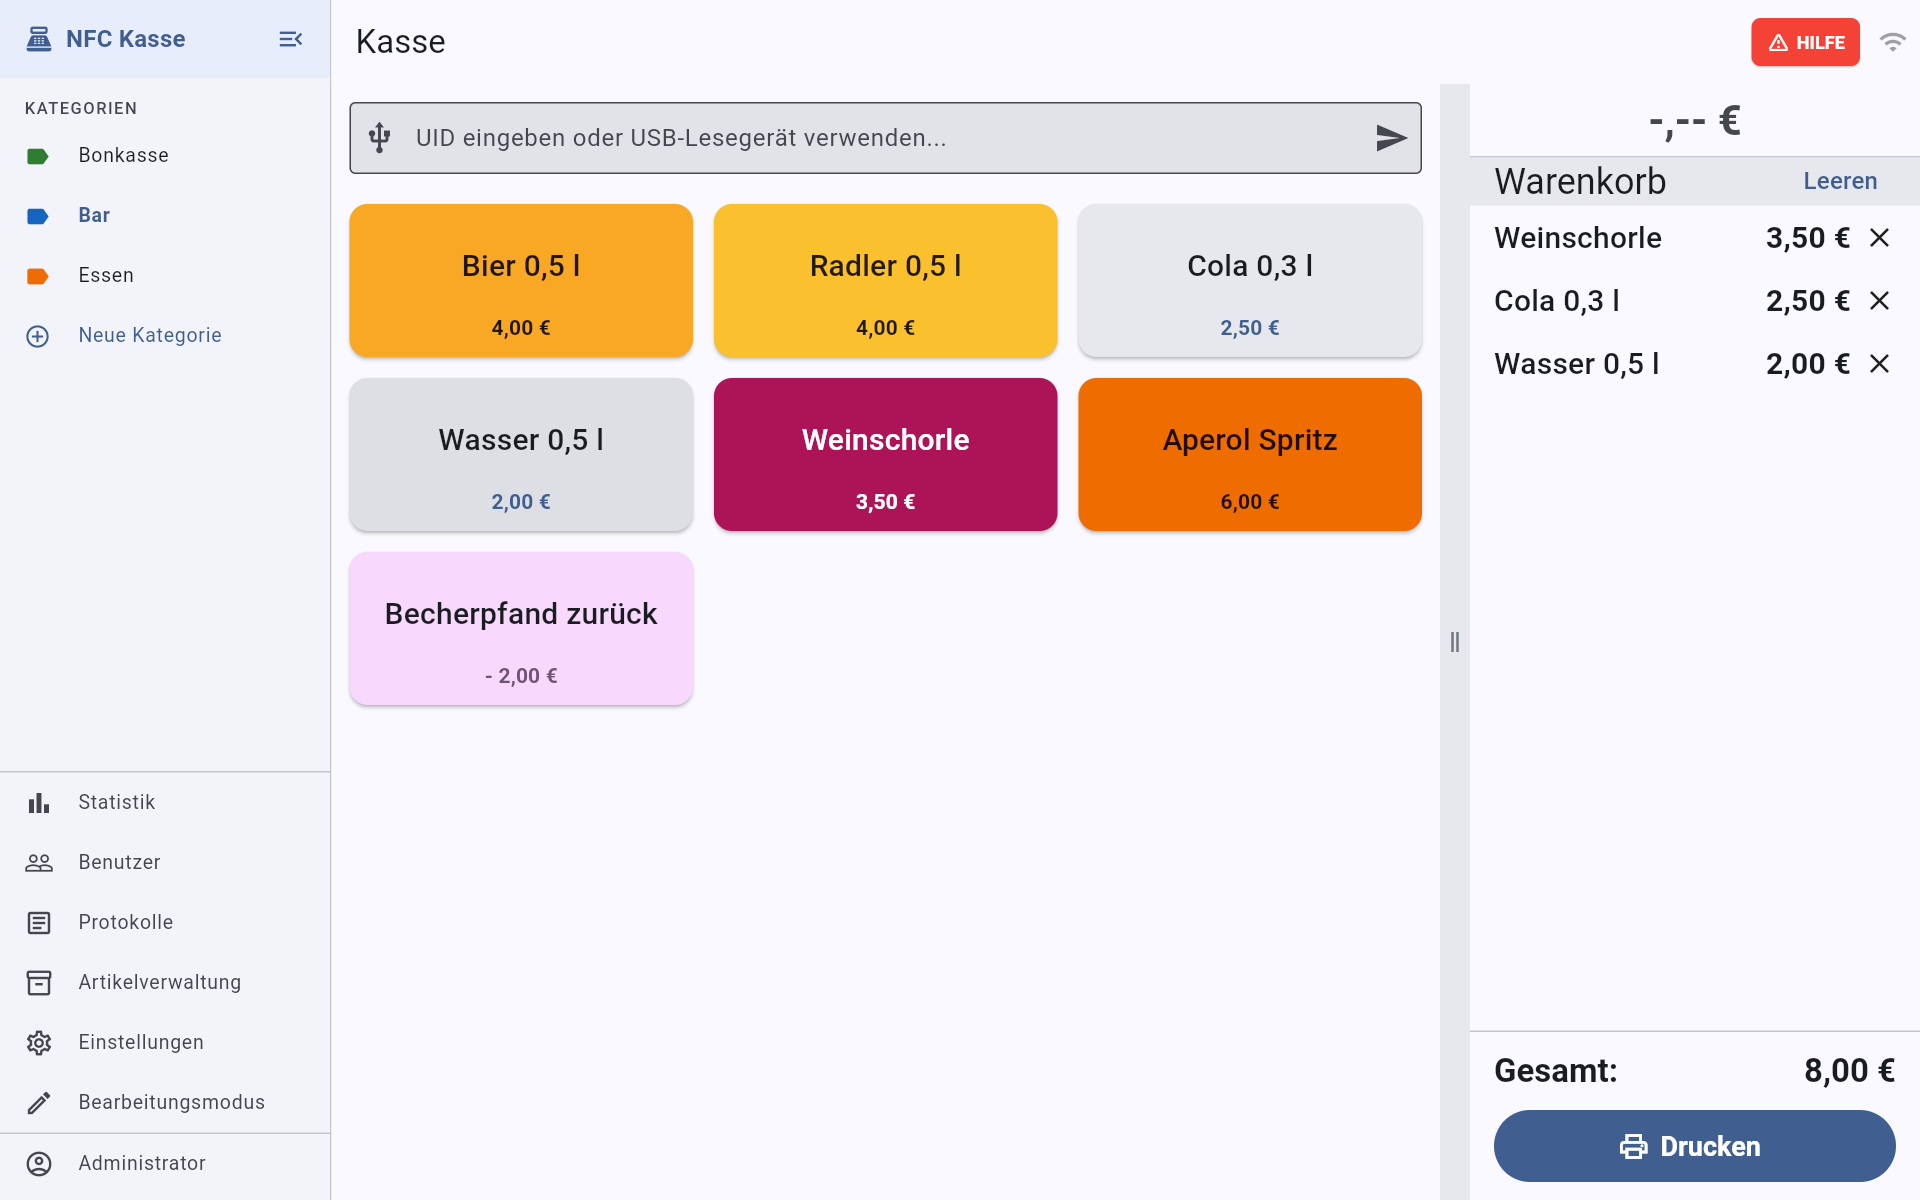 NFC Kasse
KATEGORIEN
Bonkasse
Bar
Essen
Neue Kategorie
Statistik
Benutzer
Protokolle
Artikelverwaltung
Einstellungen
Bearbeitungsmodus
Administrator
Kasse
HILFE
UID eingeben oder USB-Lesegerät verwenden...
Bier 0,5 l
4,00 €
Radler 0,5 l
4,00 €
Cola 0,3 l
2,50 €
Wasser 0,5 l
2,00 €
Weinschorle
3,50 €
Aperol Spritz
6,00 €
Becherpfand zurück
- 2,00 €
-,-- €
Warenkorb Leeren
Weinschorle 3,50 €
Cola 0,3 l 2,50 €
Wasser 0,5 l 2,00 €
Gesamt: 8,00 €
Drucken